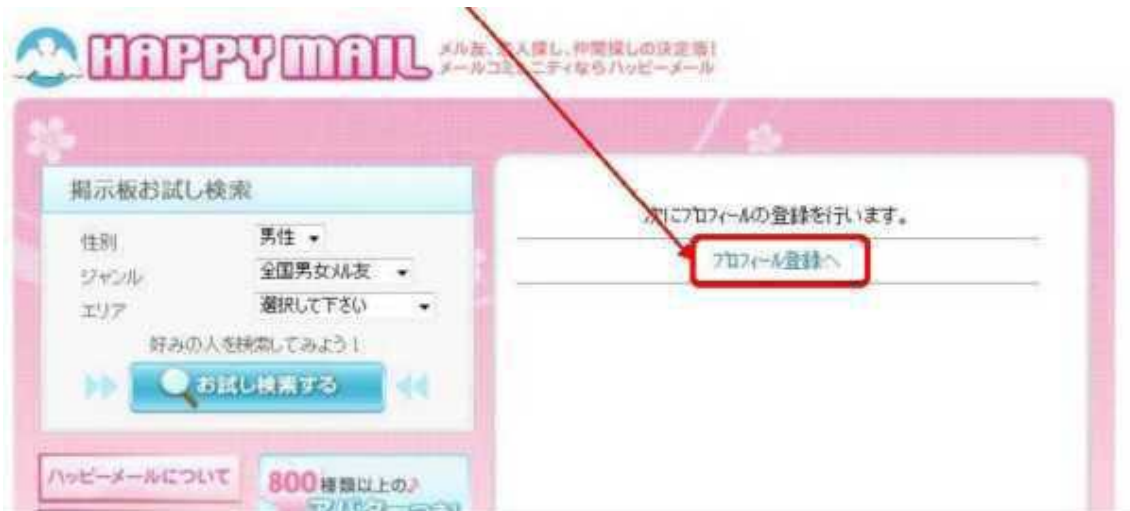 HAPPY MAIL
メル友、恋人探し、仲間探しの決定版!
メールコミュニティならハッピーメール
掲示板お試し検索
性別 男性
ジャンル 全国男女メル友
エリア 選択して下さい
好みの人を検索してみよう!
お試し検索する
次にプロフィールの登録を行います。
プロフィール登録へ
ハッピーメールについて
800種類以上の♪